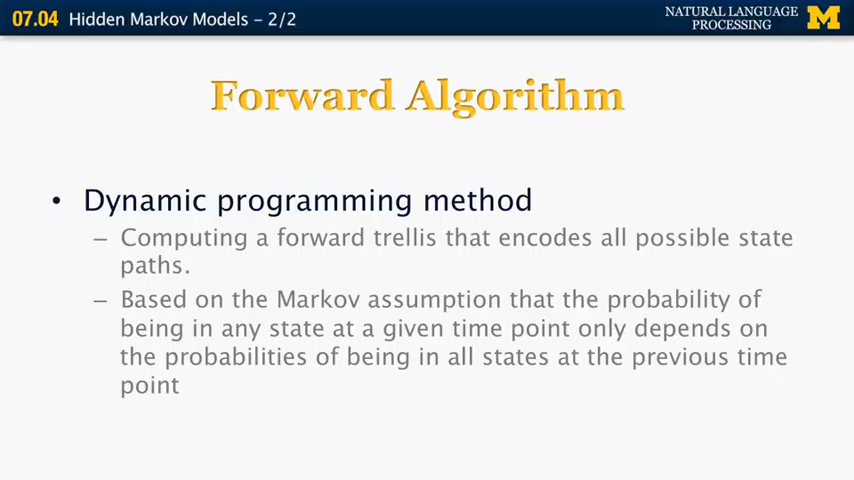 07.04 Hidden Markov Models – 2/2
NATURAL LANGUAGE
PROCESSING
M
Forward Algorithm
• Dynamic programming method
– Computing a forward trellis that encodes all possible state
paths.
– Based on the Markov assumption that the probability of
being in any state at a given time point only depends on
the probabilities of being in all states at the previous time
point